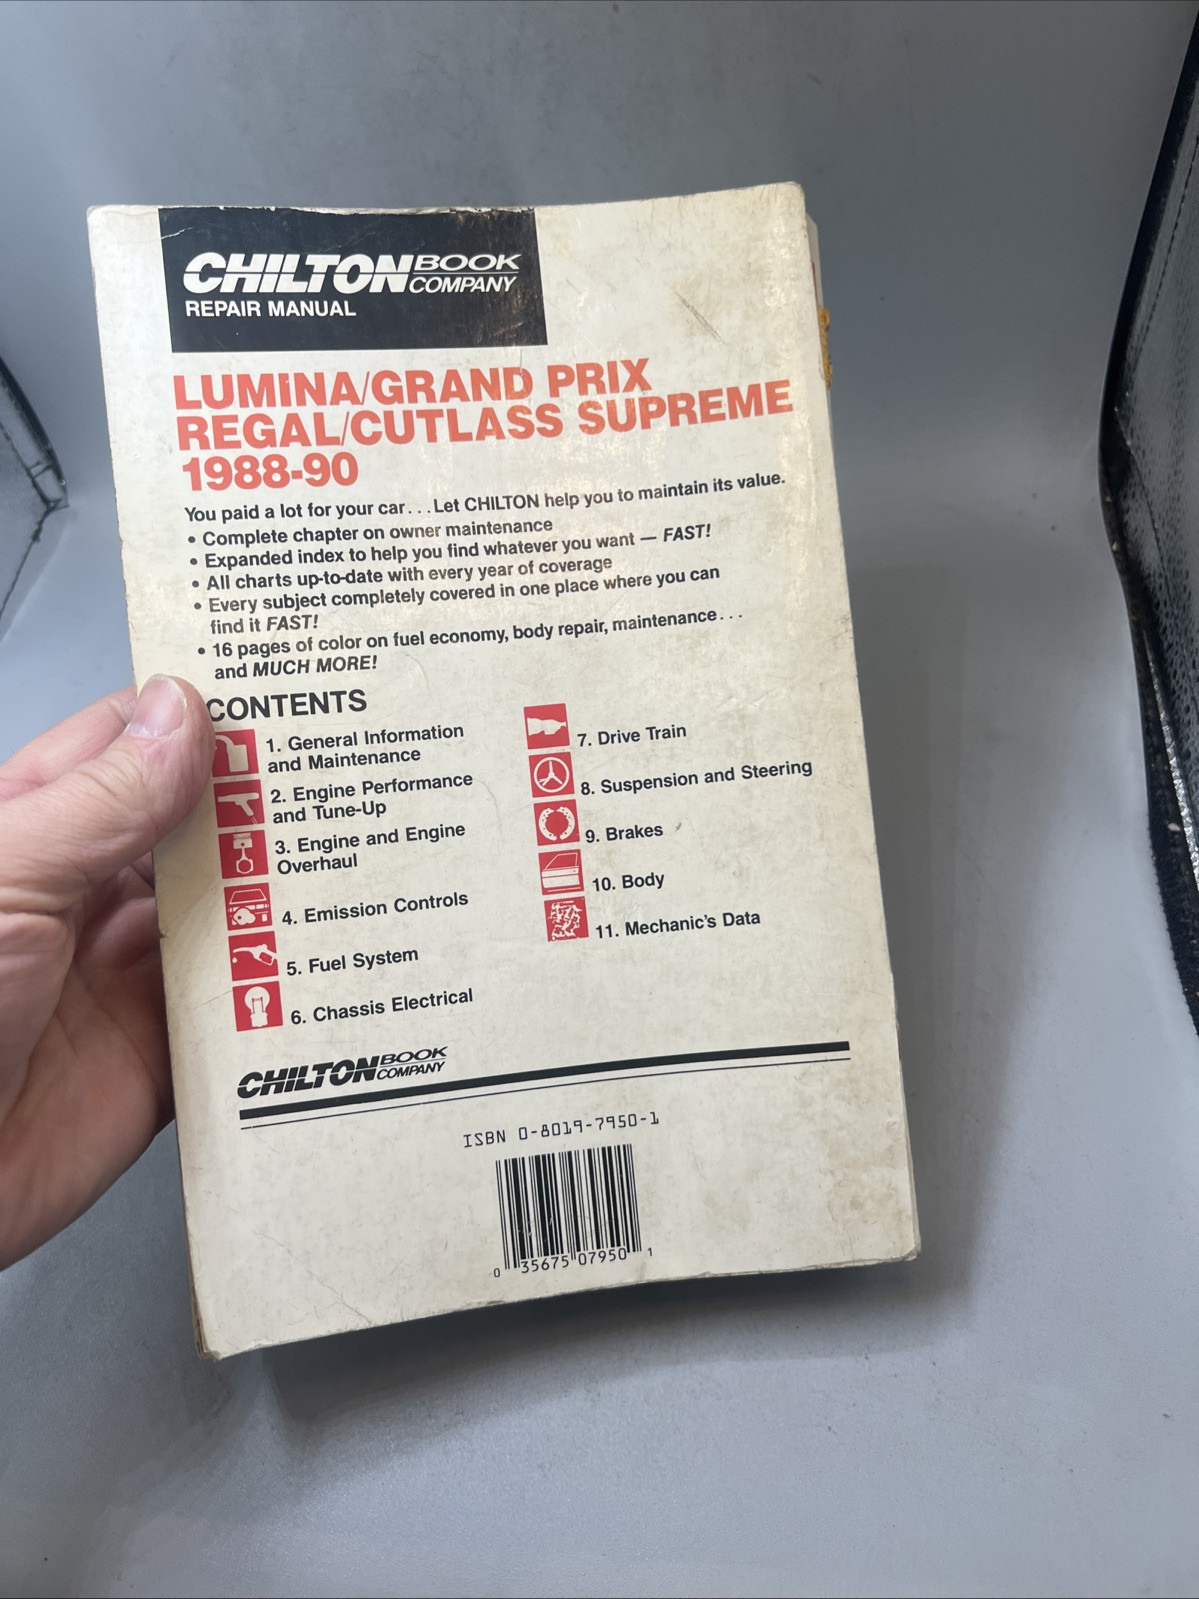 CHILTON BOOK COMPANY
REPAIR MANUAL
LUMINA/GRAND PRIX
REGAL/CUTLASS SUPREME
1988-90
You paid a lot for your car...Let CHILTON help you to maintain its value.
• Complete chapter on owner maintenance
• Expanded index to help you find whatever you want — FAST!
• All charts up-to-date with every year of coverage
• Every subject completely covered in one place where you can
find it FAST!
• 16 pages of color on fuel economy, body repair, maintenance...
and MUCH MORE!
CONTENTS
1. General Information
and Maintenance
2. Engine Performance
and Tune-Up
3. Engine and Engine
Overhaul
4. Emission Controls
5. Fuel System
6. Chassis Electrical
7. Drive Train
8. Suspension and Steering
9. Brakes
10. Body
11. Mechanic's Data
CHILTON BOOK COMPANY
ISBN 0-8019-7950-1
0 35675 07950 1